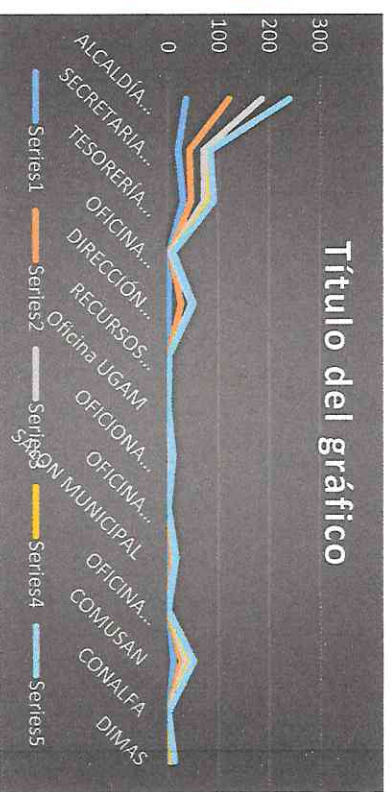 Título del gráfico
300
200
100
0
ALCALDÍA...
SECRETARIA...
TESORERÍA...
OFICINA...
DIRECCIÓN...
RECURSOS...
Oficina UGAM
OFICIONA...
OFICINA...
SALON MUNICIPAL
OFICINA...
COMUSAN
CONALFA
DIMAS
Series1
Series2
Series3
Series4
Series5